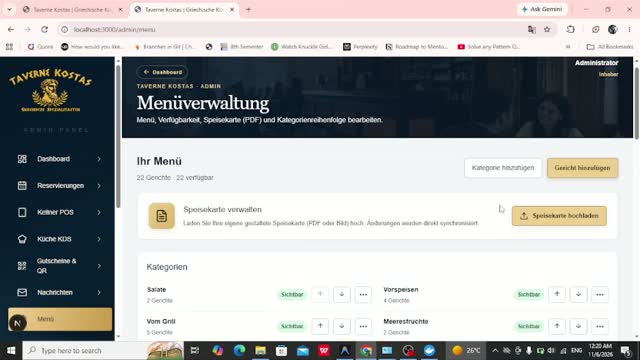 Taverne Kostas | Griechische Sp
Taverne Kostas | Griechische Sp
Ask Gemini
localhost:3000/admin/menu
Quora
How would you like...
Branches in Git | Ch...
8th Semester
Watch Knuckle Girl...
Perplexity
Roadmap to Mento...
Solve any Pattern Q...
All Bookmarks
TAVERNE KOSTAS
GRIECHISCHE SPEZIALITÄTEN
ADMIN PANEL
Dashboard
Reservierungen
Kellner POS
Küche KDS
Gutscheine & QR
Nachrichten
Menü
N
Dashboard
Administrator
Inhaber
TAVERNE KOSTAS · ADMIN
Menüverwaltung
Menü, Verfügbarkeit, Speisekarte (PDF) und Kategorienreihenfolge bearbeiten.
Ihr Menü
22 Gerichte · 22 verfügbar
Kategorie hinzufügen
Gericht hinzufügen
Speisekarte verwalten
Laden Sie Ihre eigene gestaltete Speisekarte (PDF oder Bild) hoch. Änderungen werden direkt synchronisiert.
Speisekarte hochladen
Kategorien
Salate
2 Gerichte
Sichtbar
Vorspeisen
4 Gerichte
Sichtbar
Vom Grill
5 Gerichte
Sichtbar
Meeresfrüchte
2 Gerichte
Sichtbar
Type here to search
26°C
ENG
12:20 AM
11/6/2026